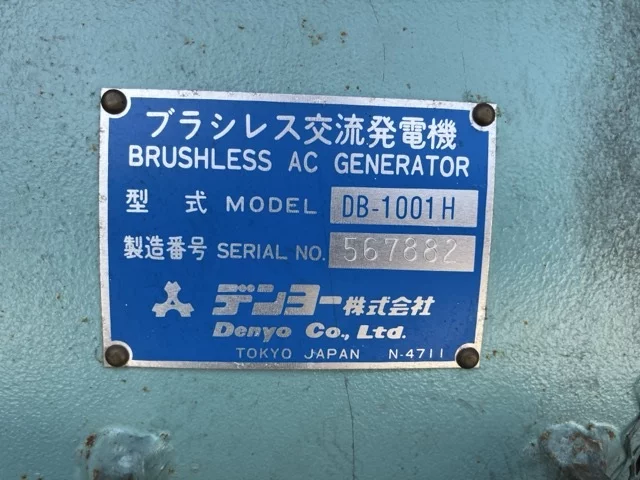 ブラシレス交流発電機
BRUSHLESS AC GENERATOR
型 式 MODEL DB-1001H
製造番号 SERIAL NO. 567882
デンヨー株式会社
Denyo Co., Ltd.
TOKYO JAPAN N-4711